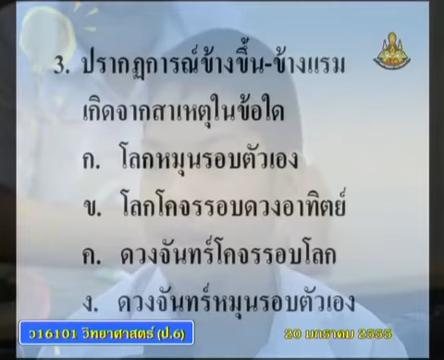 3. ปรากฏการณ์ข้างขึ้น-ข้างแรม
เกิดจากสาเหตุในข้อใด
ก. โลกหมุนรอบตัวเอง
ข. โลกโคจรรอบดวงอาทิตย์
ค. ดวงจันทร์โคจรรอบโลก
ง. ดวงจันทร์หมุนรอบตัวเอง
ว16101 วิทยาศาสตร์ (ป.6)
20 มกราคม 2555